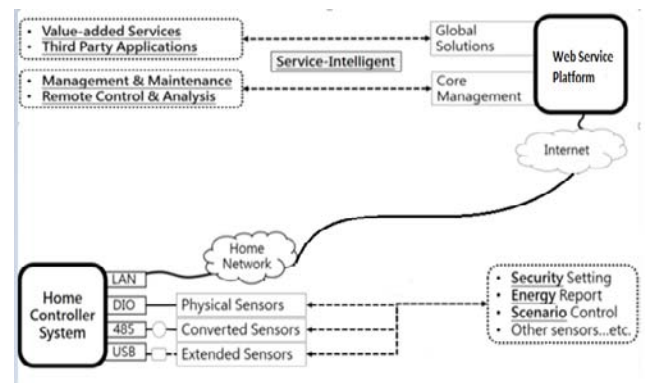 • Value-added Services
• Third Party Applications
Service-Intelligent
Global
Solutions
• Management & Maintenance
• Remote Control & Analysis
Core
Management
Web Service
Platform
Internet
Home
Network
Home
Controller
System
LAN
DIO
485
USB
Physical Sensors
Converted Sensors
Extended Sensors
• Security Setting
• Energy Report
• Scenario Control
• Other sensors...etc.